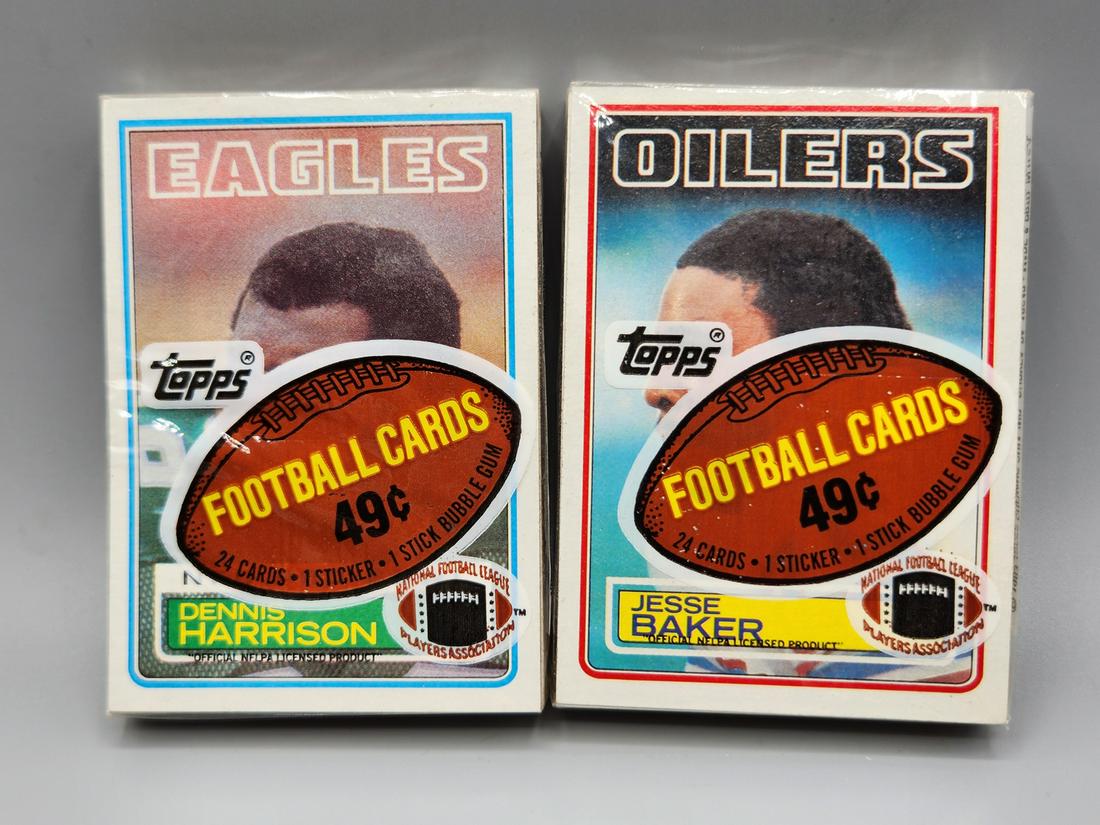 EAGLES
topps®
FOOTBALL CARDS
49¢
24 CARDS • 1 STICKER • 1 STICK BUBBLE GUM
N
DENNIS
HARRISON
NATIONAL FOOTBALL LEAGUE
PLAYERS ASSOCIATION
TM
"OFFICIAL NFLPA LICENSED PRODUCT"
OILERS
topps®
FOOTBALL CARDS
49¢
24 CARDS • 1 STICKER • 1 STICK BUBBLE GUM
JESSE
BAKER
NATIONAL FOOTBALL LEAGUE
PLAYERS ASSOCIATION
TM
"OFFICIAL NFLPA LICENSED PRODUCT"